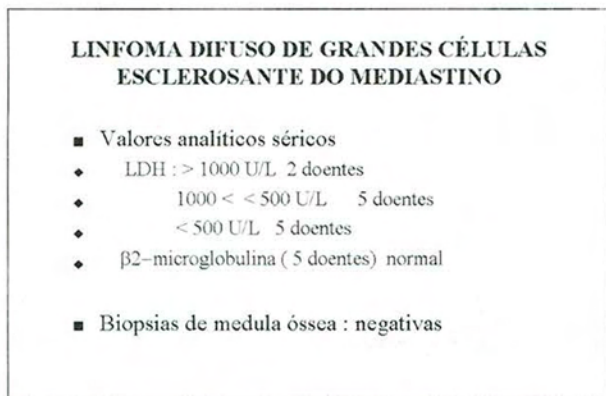 LINFOMA DIFUSO DE GRANDES CÉLULAS
ESCLEROSANTE DO MEDIASTINO
■ Valores analíticos séricos
◆ LDH : > 1000 U/L 2 doentes
◆ 1000 < < 500 U/L 5 doentes
◆ < 500 U/L 5 doentes
◆ β2–microglobulina ( 5 doentes) normal
■ Biopsias de medula óssea : negativas